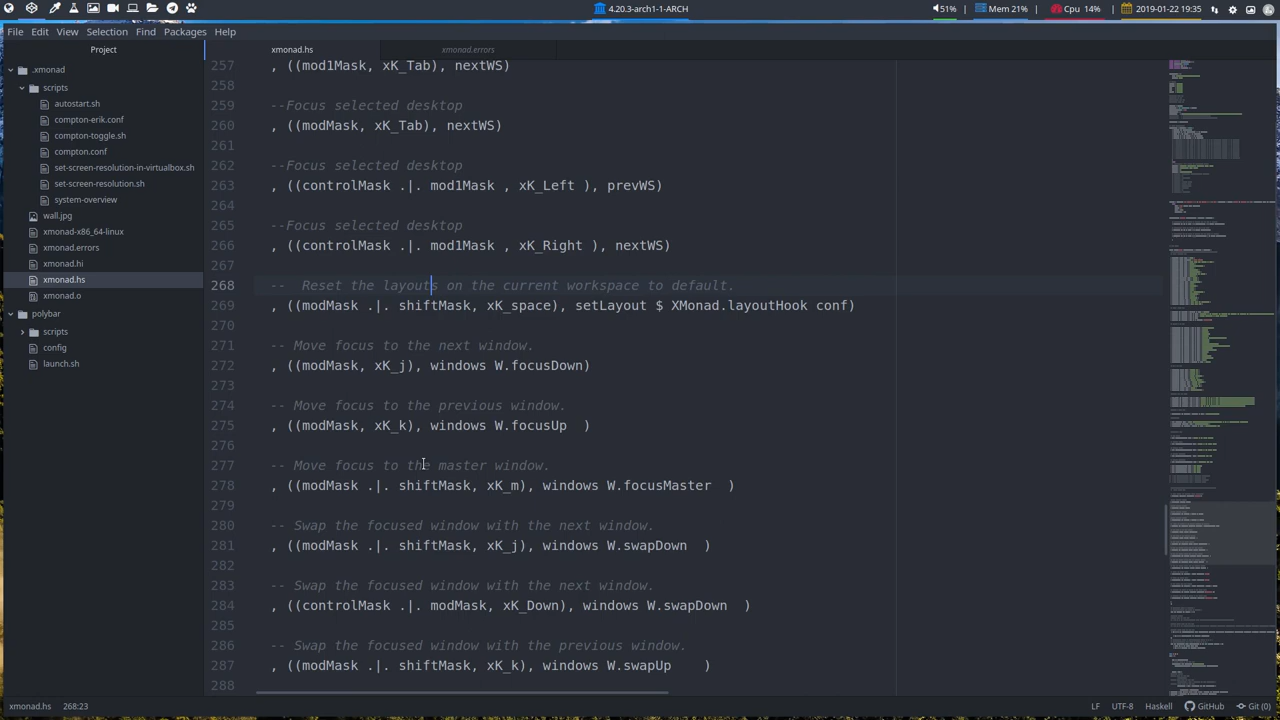 4.20.3-arch1-1-ARCH
51%
Mem 21%
Cpu 14%
2019-01-22 19:35
File Edit View Selection Find Packages Help
Project
xmonad.hs
xmonad.errors
.xmonad
scripts
autostart.sh
compton-erik.conf
compton-toggle.sh
compton.conf
set-screen-resolution-in-virtualbox.sh
set-screen-resolution.sh
system-overview
wall.jpg
xmonad-x86_64-linux
xmonad.errors
xmonad.hi
xmonad.hs
xmonad.o
polybar
scripts
config
launch.sh
257 , ((mod1Mask, xK_Tab), nextWS)
258
259 --Focus selected desktop
260 , ((modMask, xK_Tab), nextWS)
261
262 --Focus selected desktop
263 , ((controlMask .|. mod1Mask , xK_Left ), prevWS)
264
265 --Focus selected desktop
266 , ((controlMask .|. mod1Mask , xK_Right ), nextWS)
267
268 --  Reset the layouts on the current workspace to default.
269 , ((modMask .|. shiftMask, xK_space), setLayout $ XMonad.layoutHook conf)
270
271 -- Move focus to the next window.
272 , ((modMask, xK_j), windows W.focusDown)
273
274 -- Move focus to the previous window.
275 , ((modMask, xK_k), windows W.focusUp  )
276
277 -- Move focus to the master window.
278 , ((modMask .|. shiftMask, xK_m), windows W.focusMaster  )
279
280 -- Swap the focused window with the next window.
281 , ((modMask .|. shiftMask, xK_j), windows W.swapDown  )
282
283 -- Swap the focused window with the next window.
284 , ((controlMask .|. modMask, xK_Down), windows W.swapDown )
285
286 -- Swap the focused window with the previous window.
287 , ((modMask .|. shiftMask, xK_k), windows W.swapUp    )
288
xmonad.hs 268:23
LF UTF-8 Haskell GitHub Git (0)